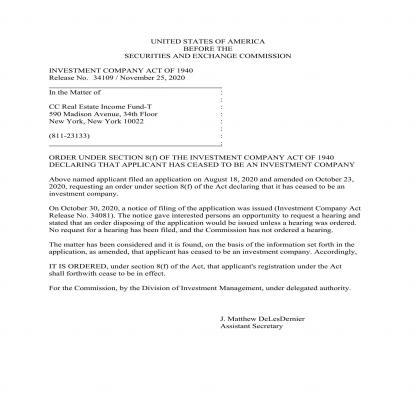 UNITED STATES OF AMERICA
BEFORE THE
SECURITIES AND EXCHANGE COMMISSION
INVESTMENT COMPANY ACT OF 1940
Release No. 34109 / November 25, 2020
In the Matter of :
:
CC Real Estate Income Fund-T :
590 Madison Avenue, 34th Floor :
New York, New York 10022 :
:
(811-23133) :
:
ORDER UNDER SECTION 8(f) OF THE INVESTMENT COMPANY ACT OF 1940
DECLARING THAT APPLICANT HAS CEASED TO BE AN INVESTMENT COMPANY
Above named applicant filed an application on August 18, 2020 and amended on October 23,
2020, requesting an order under section 8(f) of the Act declaring that it has ceased to be an
investment company.
On October 30, 2020, a notice of filing of the application was issued (Investment Company Act
Release No. 34081). The notice gave interested persons an opportunity to request a hearing and
stated that an order disposing of the application would be issued unless a hearing was ordered.
No request for a hearing has been filed, and the Commission has not ordered a hearing.
The matter has been considered and it is found, on the basis of the information set forth in the
application, as amended, that applicant has ceased to be an investment company. Accordingly,
IT IS ORDERED, under section 8(f) of the Act, that applicant's registration under the Act
shall forthwith cease to be in effect.
For the Commission, by the Division of Investment Management, under delegated authority.
J. Matthew DeLesDernier
Assistant Secretary